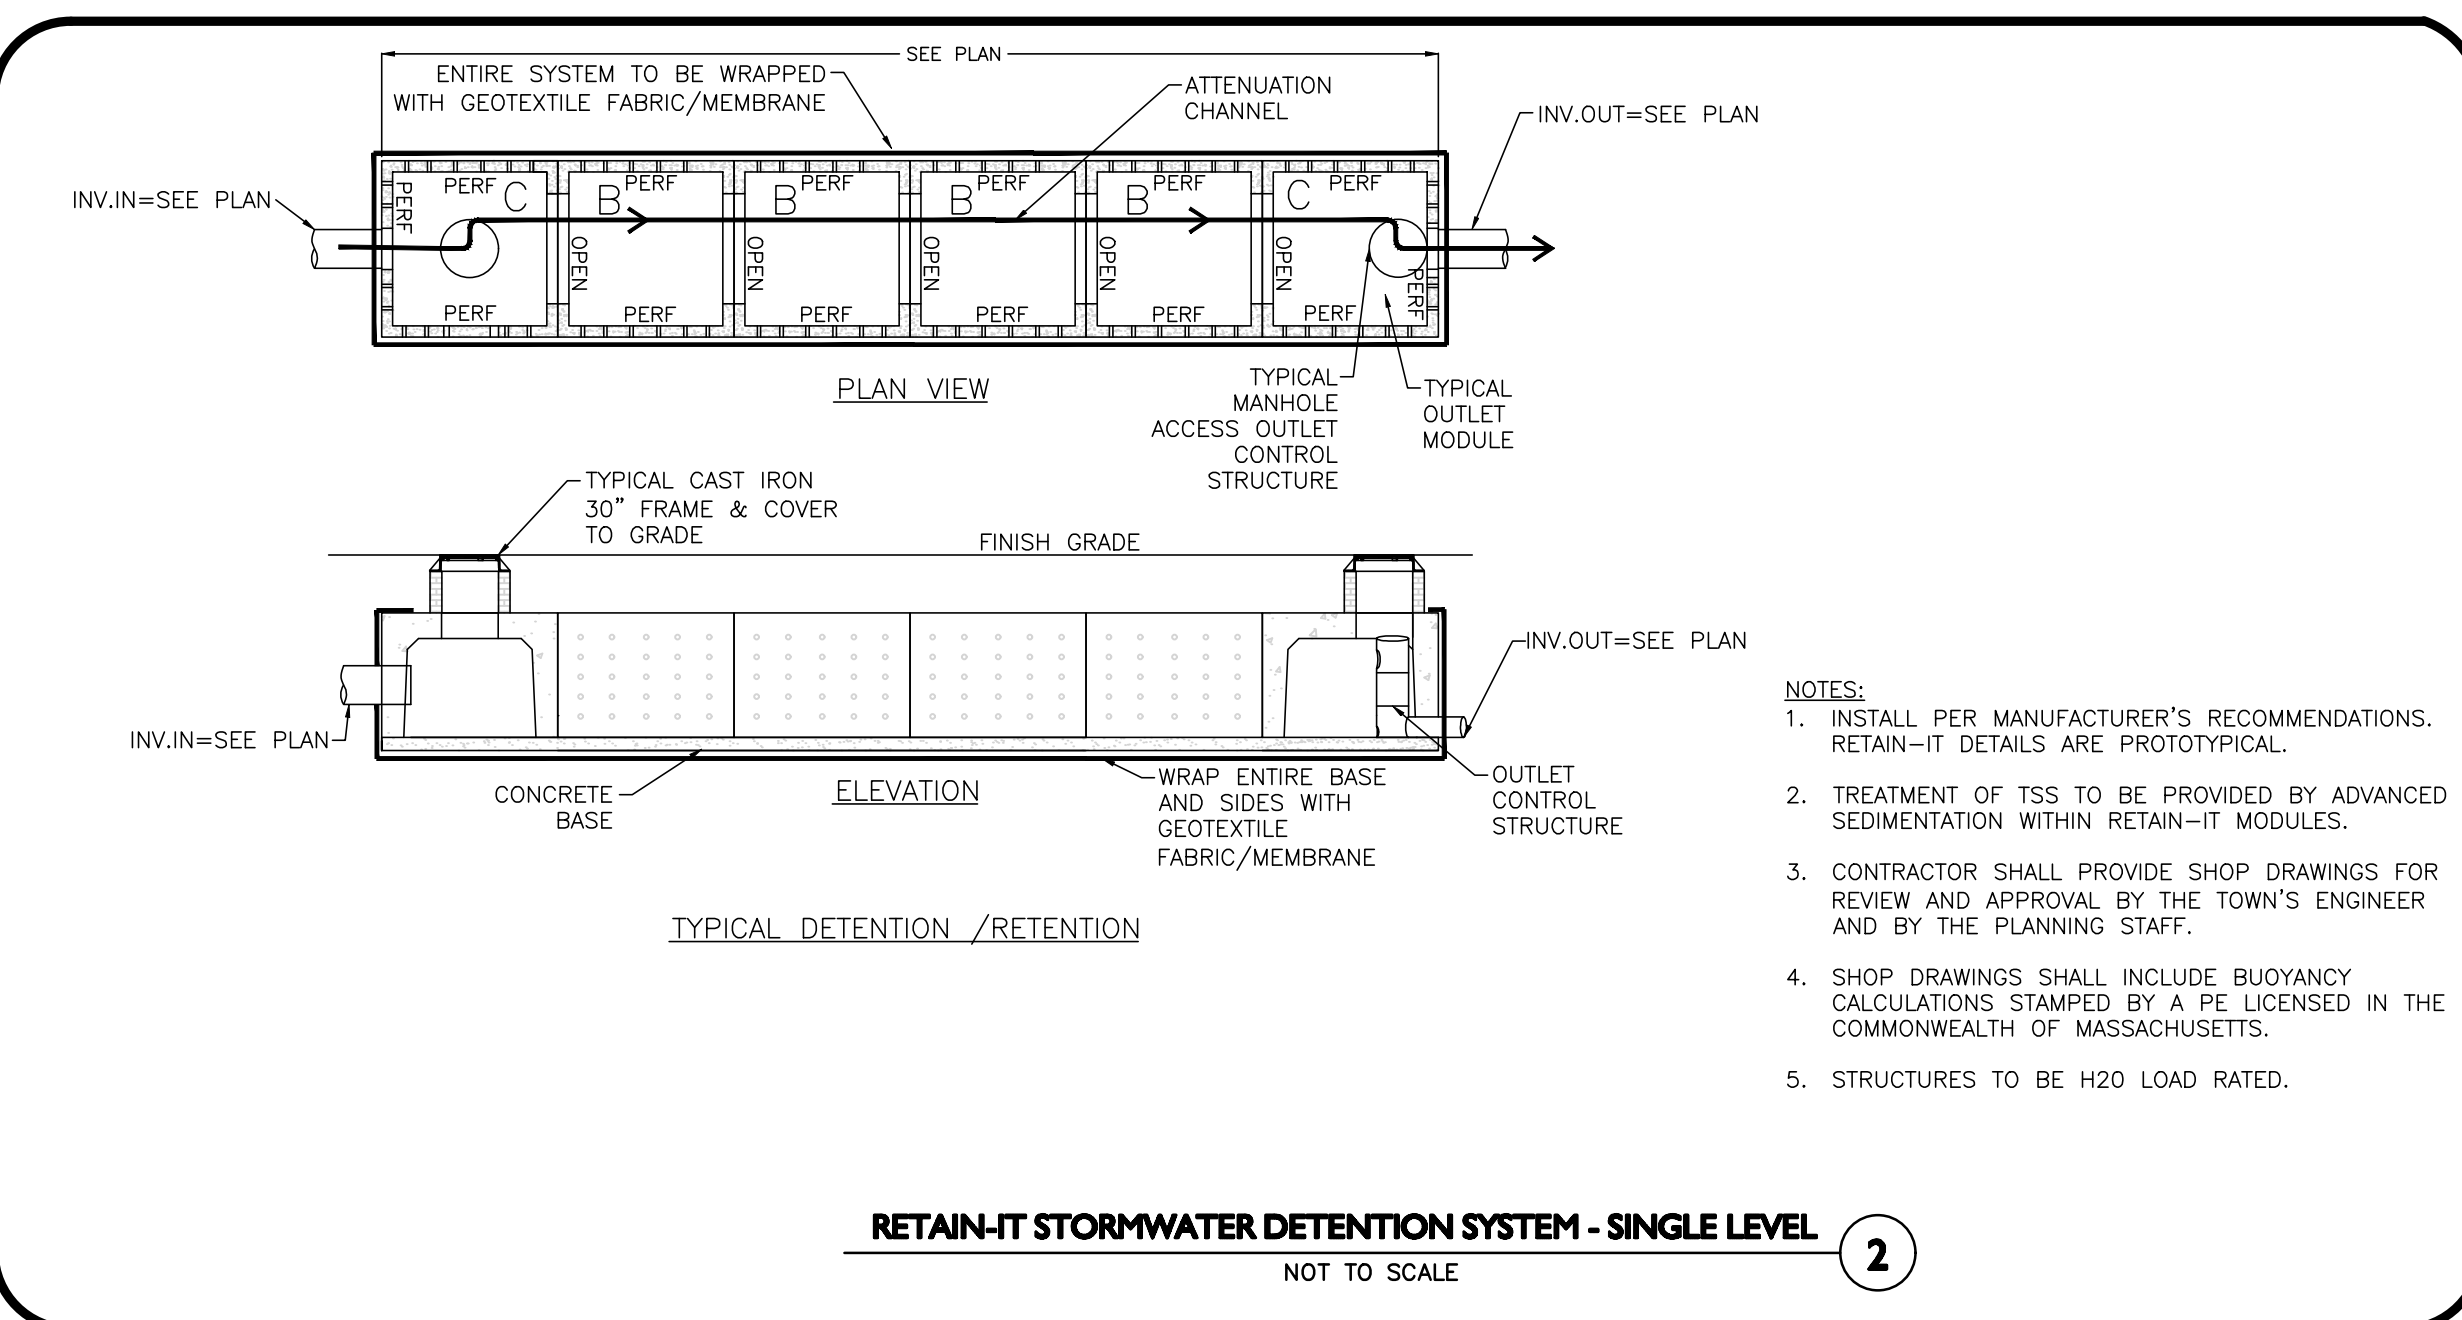 SEE PLAN
ENTIRE SYSTEM TO BE WRAPPED
WITH GEOTEXTILE FABRIC/MEMBRANE
ATTENUATION
CHANNEL
INV.OUT=SEE PLAN
INV.IN=SEE PLAN
PERF
PERF
C
B
PERF
B
PERF
B
PERF
B
PERF
C
PERF
OPEN
OPEN
OPEN
OPEN
OPEN
PERF
PERF
PERF
PERF
PERF
PERF
PERF
PLAN VIEW
TYPICAL
MANHOLE
ACCESS OUTLET
CONTROL
STRUCTURE
TYPICAL
OUTLET
MODULE
TYPICAL CAST IRON
30" FRAME & COVER
TO GRADE
FINISH GRADE
INV.OUT=SEE PLAN
INV.IN=SEE PLAN
CONCRETE
BASE
ELEVATION
WRAP ENTIRE BASE
AND SIDES WITH
GEOTEXTILE
FABRIC/MEMBRANE
OUTLET
CONTROL
STRUCTURE
TYPICAL DETENTION /RETENTION
NOTES:
1. INSTALL PER MANUFACTURER'S RECOMMENDATIONS.
RETAIN-IT DETAILS ARE PROTOTYPICAL.
2. TREATMENT OF TSS TO BE PROVIDED BY ADVANCED
SEDIMENTATION WITHIN RETAIN-IT MODULES.
3. CONTRACTOR SHALL PROVIDE SHOP DRAWINGS FOR
REVIEW AND APPROVAL BY THE TOWN'S ENGINEER
AND BY THE PLANNING STAFF.
4. SHOP DRAWINGS SHALL INCLUDE BUOYANCY
CALCULATIONS STAMPED BY A PE LICENSED IN THE
COMMONWEALTH OF MASSACHUSETTS.
5. STRUCTURES TO BE H20 LOAD RATED.
RETAIN-IT STORMWATER DETENTION SYSTEM - SINGLE LEVEL
2
NOT TO SCALE